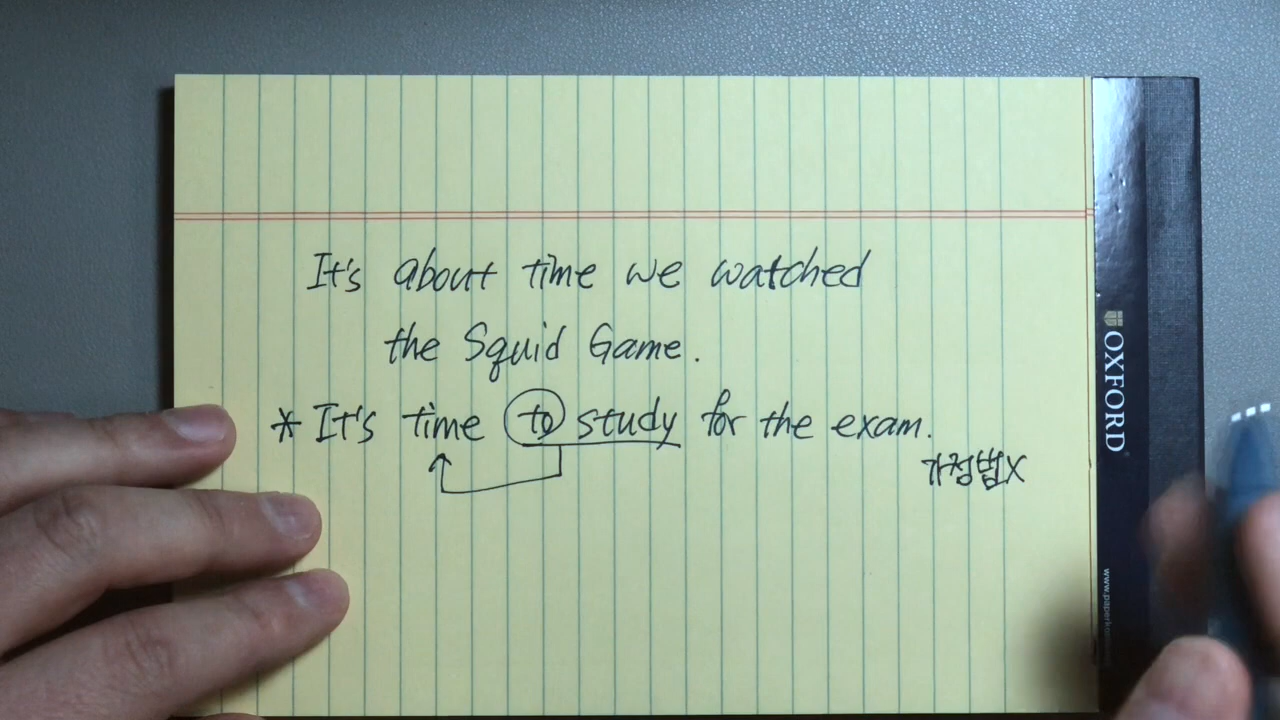 It's about time we watched
the Squid Game.
* It's time to study for the exam.
가정법X
OXFORD